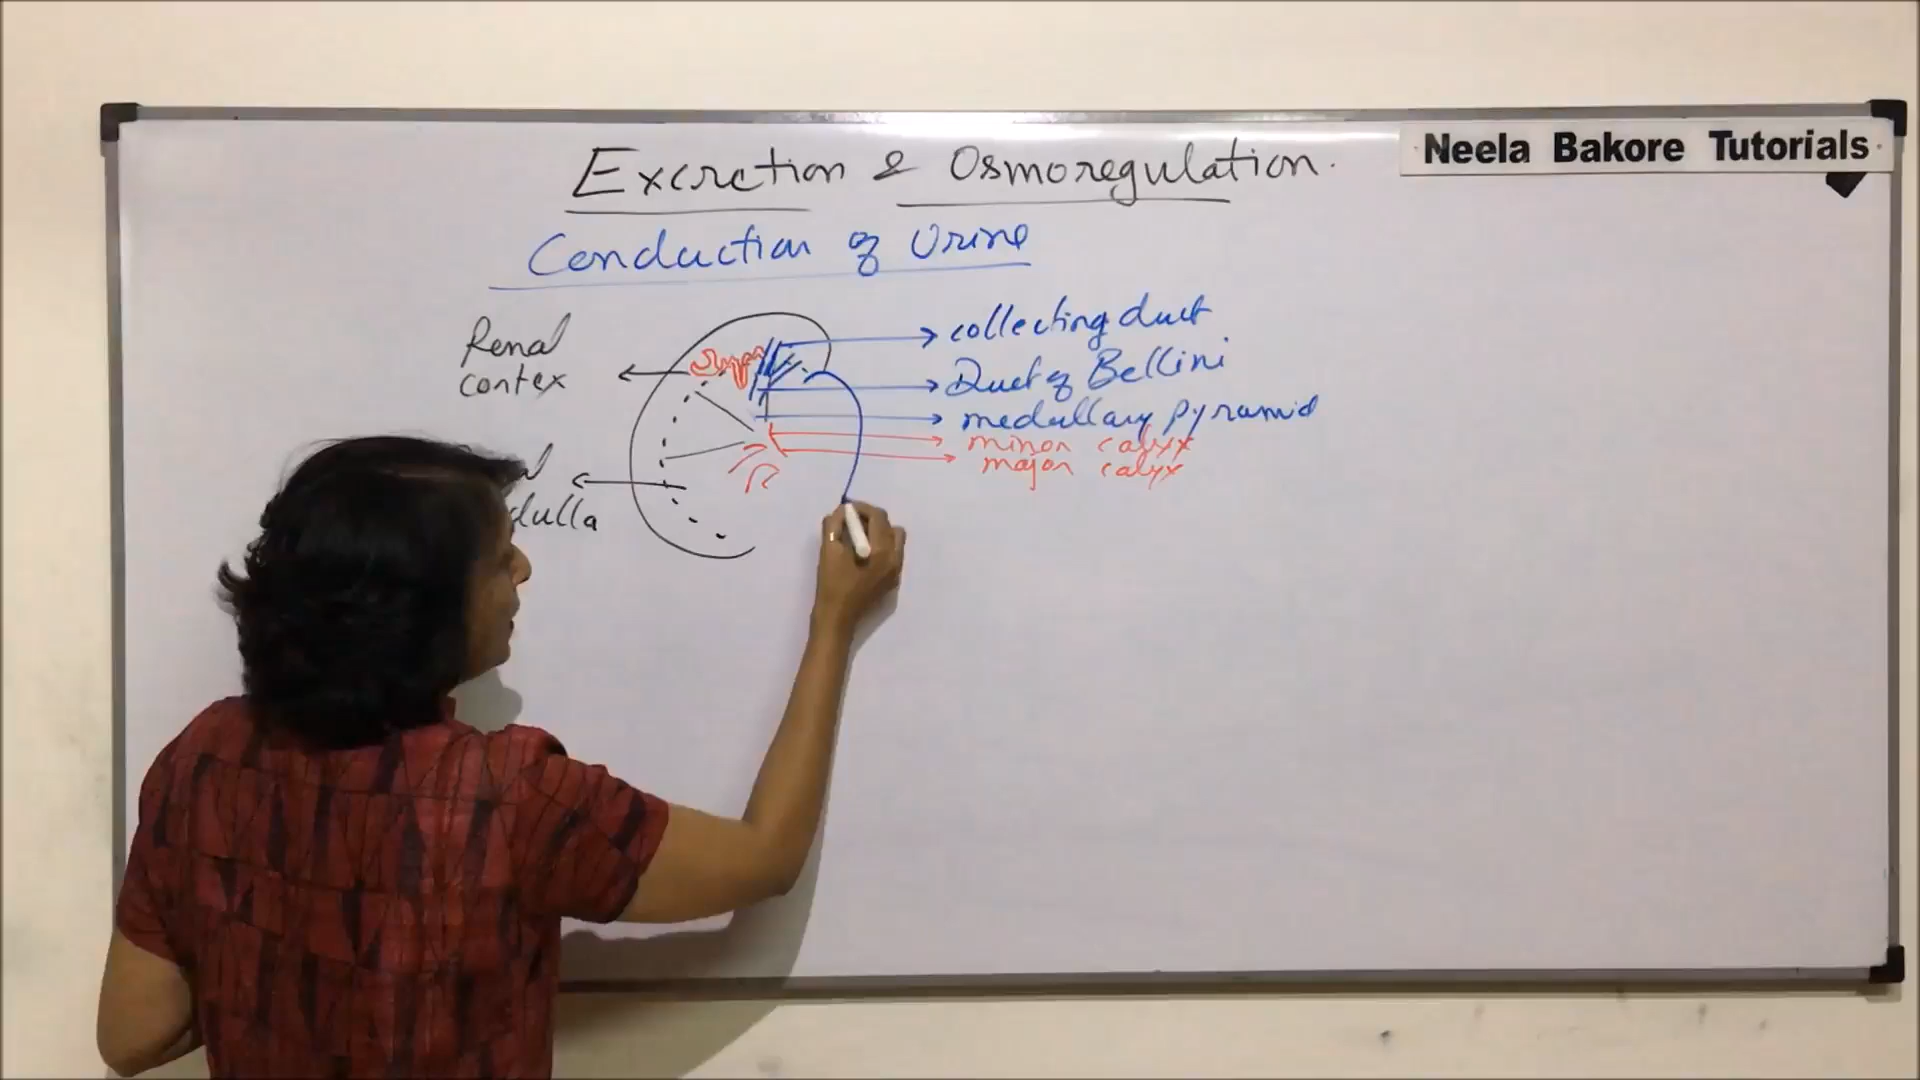 Neela Bakore Tutorials
Excretion & Osmoregulation.
Conduction of Urine
Renal
cortex
collecting duct
Duct of Bellini
medullary pyramid
minor calyx
major calyx